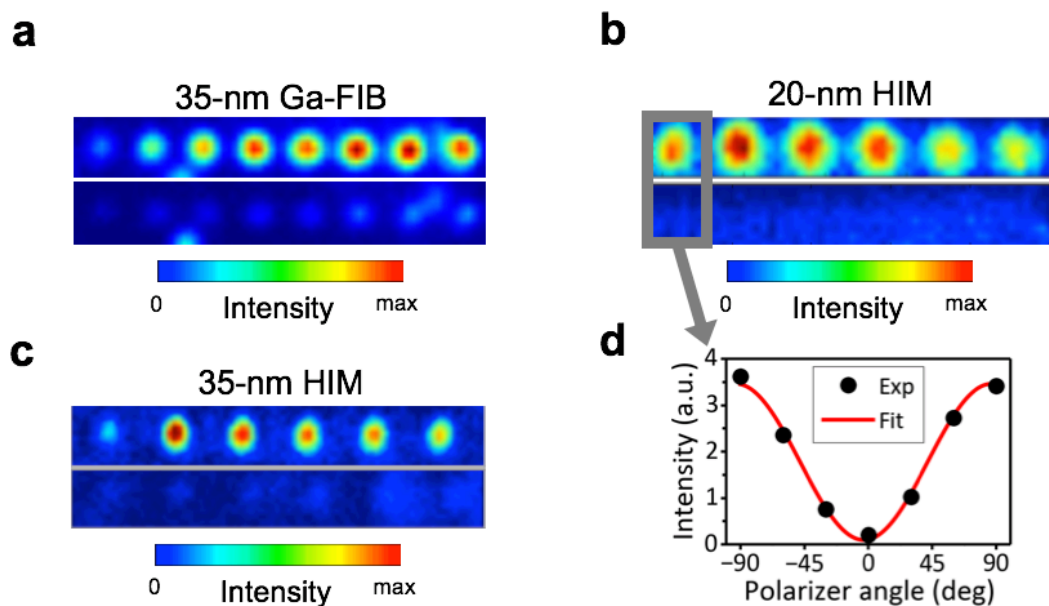 a
35-nm Ga-FIB
0 Intensity max
b
20-nm HIM
0 Intensity max
c
35-nm HIM
0 Intensity max
d
4
3
2
1
0
Intensity (a.u.)
Exp
Fit
−90 −45 0 45 90
Polarizer angle (deg)